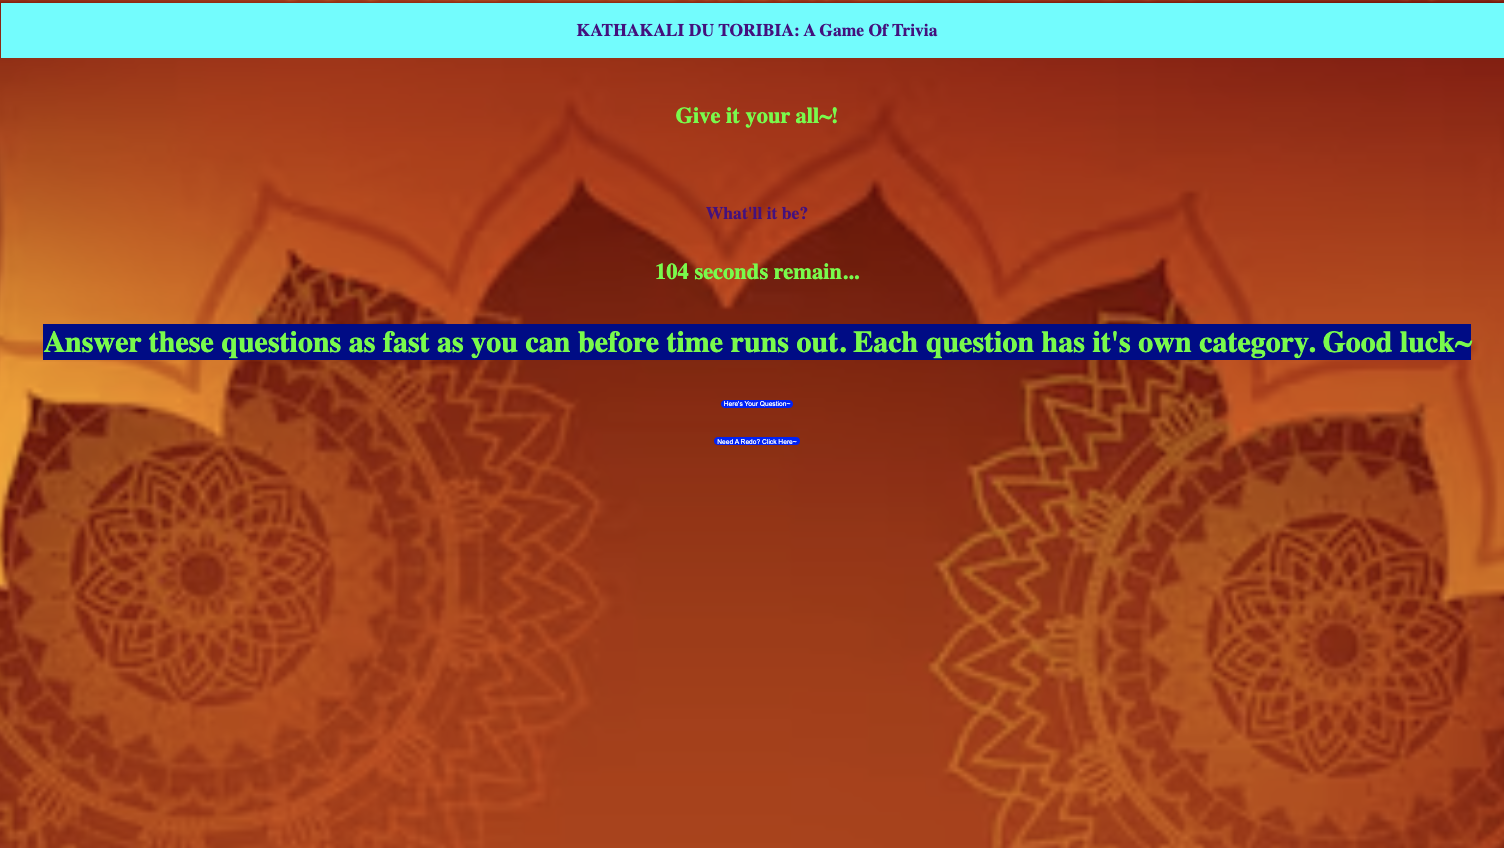 KATHAKALI DU TORIBIA: A Game Of Trivia
Give it your all~!
What'll it be?
104 seconds remain...
Answer these questions as fast as you can before time runs out. Each question has it's own category. Good luck~
Here's Your Question~
Need A Redo? Click Here~